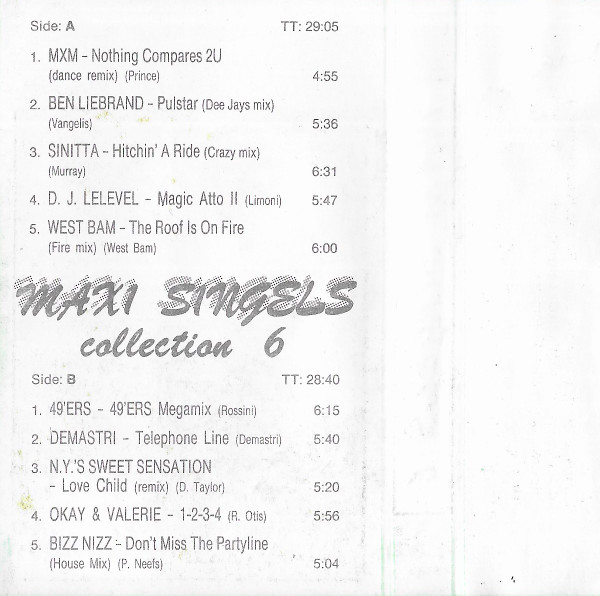 Side: A TT: 29:05
1. MXM - Nothing Compares 2U
(dance remix) (Prince) 4:55
2. BEN LIEBRAND - Pulstar (Dee Jays mix)
(Vangelis) 5:36
3. SINITTA - Hitchin' A Ride (Crazy mix)
(Murray) 6:31
4. D. J. LELEVEL - Magic Atto II (Limoni) 5:47
5. WEST BAM - The Roof Is On Fire
(Fire mix) (West Bam) 6:00
MAXI SINGELS
collection 6
Side: B TT: 28:40
1. 49'ERS - 49'ERS Megamix (Rossini) 6:15
2. DEMASTRI - Telephone Line (Demastri) 5:40
3. N.Y.'S SWEET SENSATION
- Love Child (remix) (D. Taylor) 5:20
4. OKAY & VALERIE - 1-2-3-4 (R. Otis) 5:56
5. BIZZ NIZZ - Don't Miss The Partyline
(House Mix) (P. Neefs) 5:04